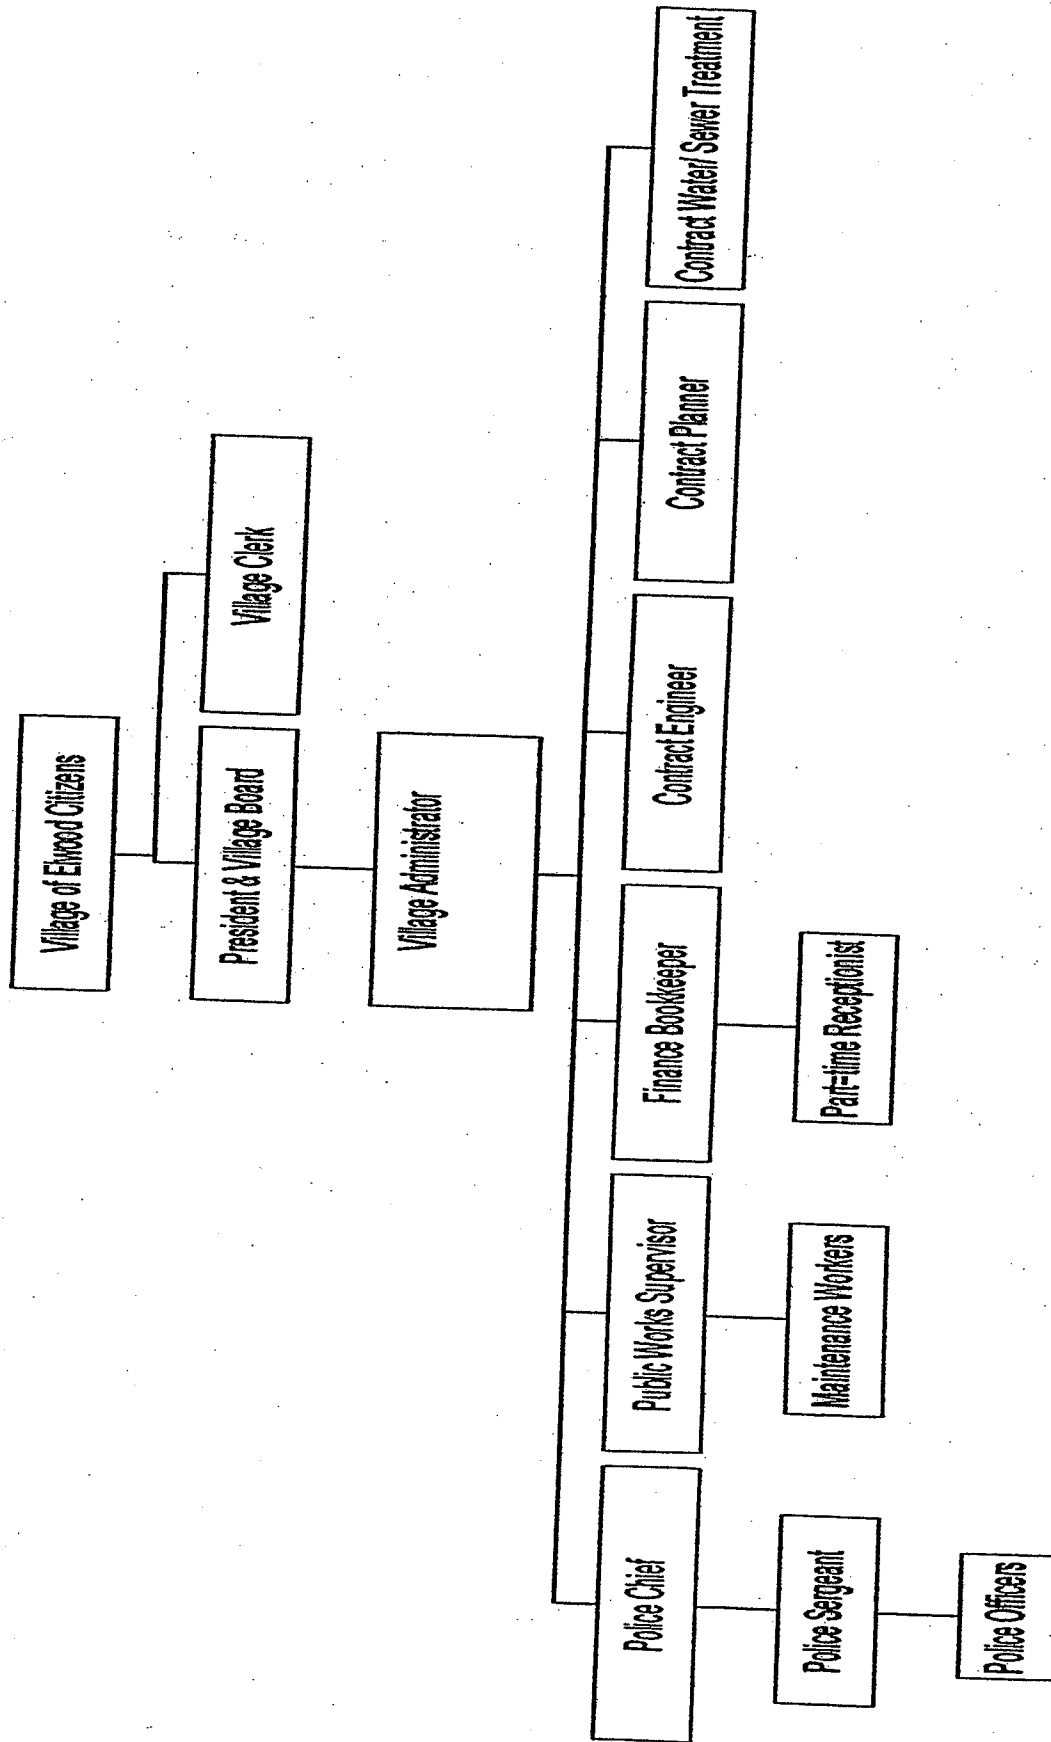 Village of Elwood Citizens
President & Village Board
Village Clerk
Village Administrator
Police Chief
Public Works Supervisor
Finance Bookkeeper
Contract Engineer
Contract Planner
Contract Water/ Sewer Treatment
Police Sergeant
Maintenance Workers
Part=time Receptionist
Police Officers